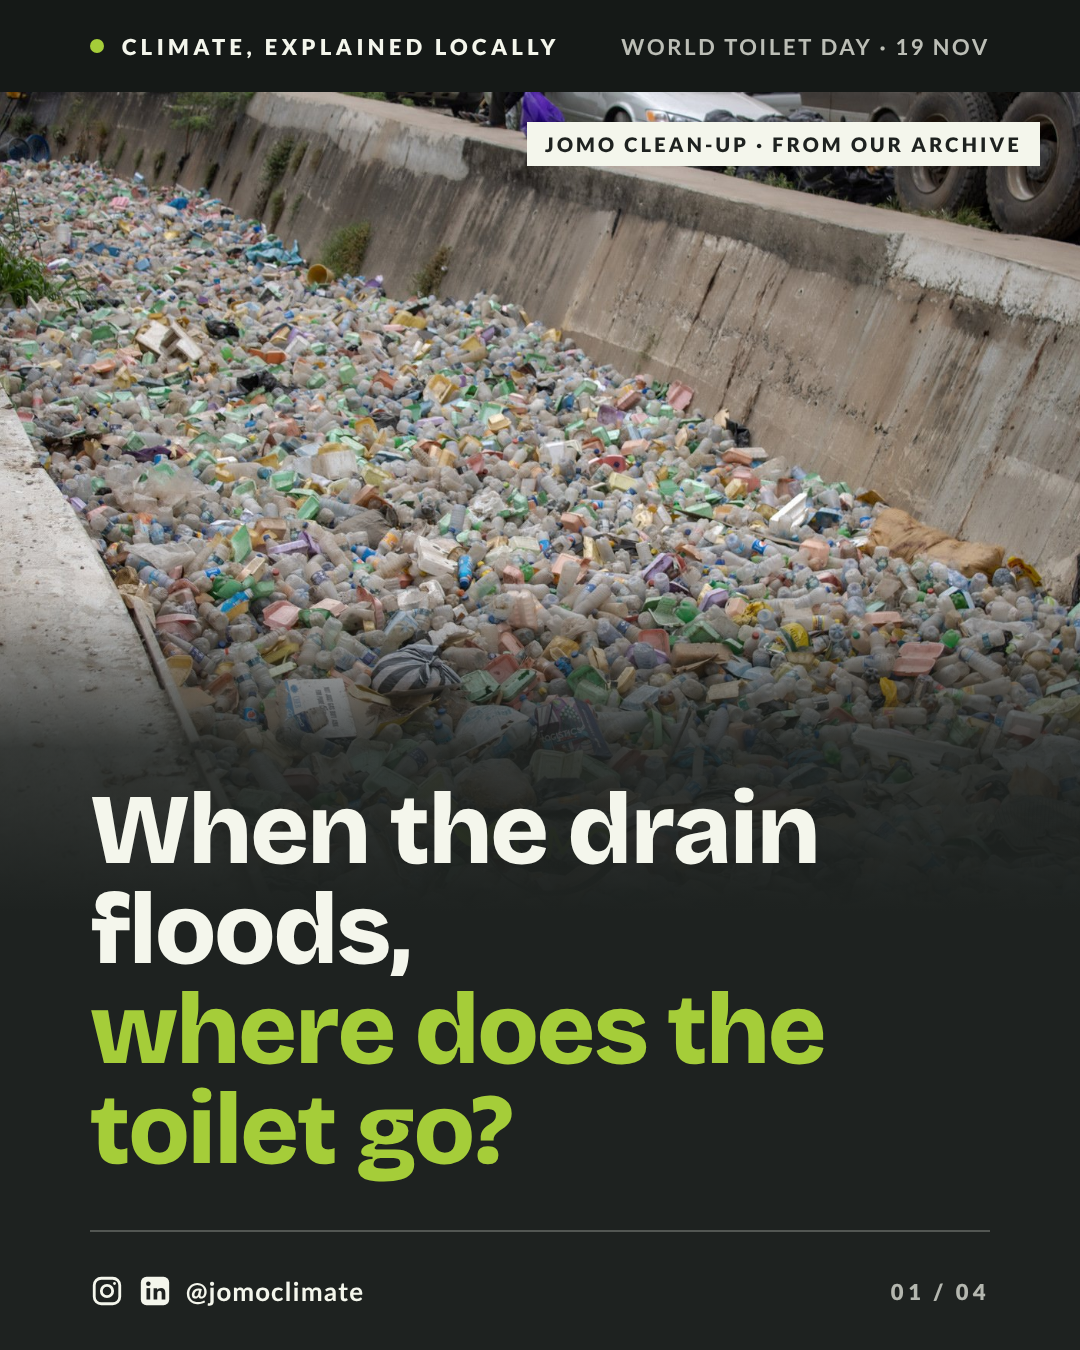 CLIMATE, EXPLAINED LOCALLY
WORLD TOILET DAY · 19 NOV
JOMO CLEAN-UP · FROM OUR ARCHIVE
When the drain
floods,
where does the
toilet go?
@jomoclimate
01 / 04